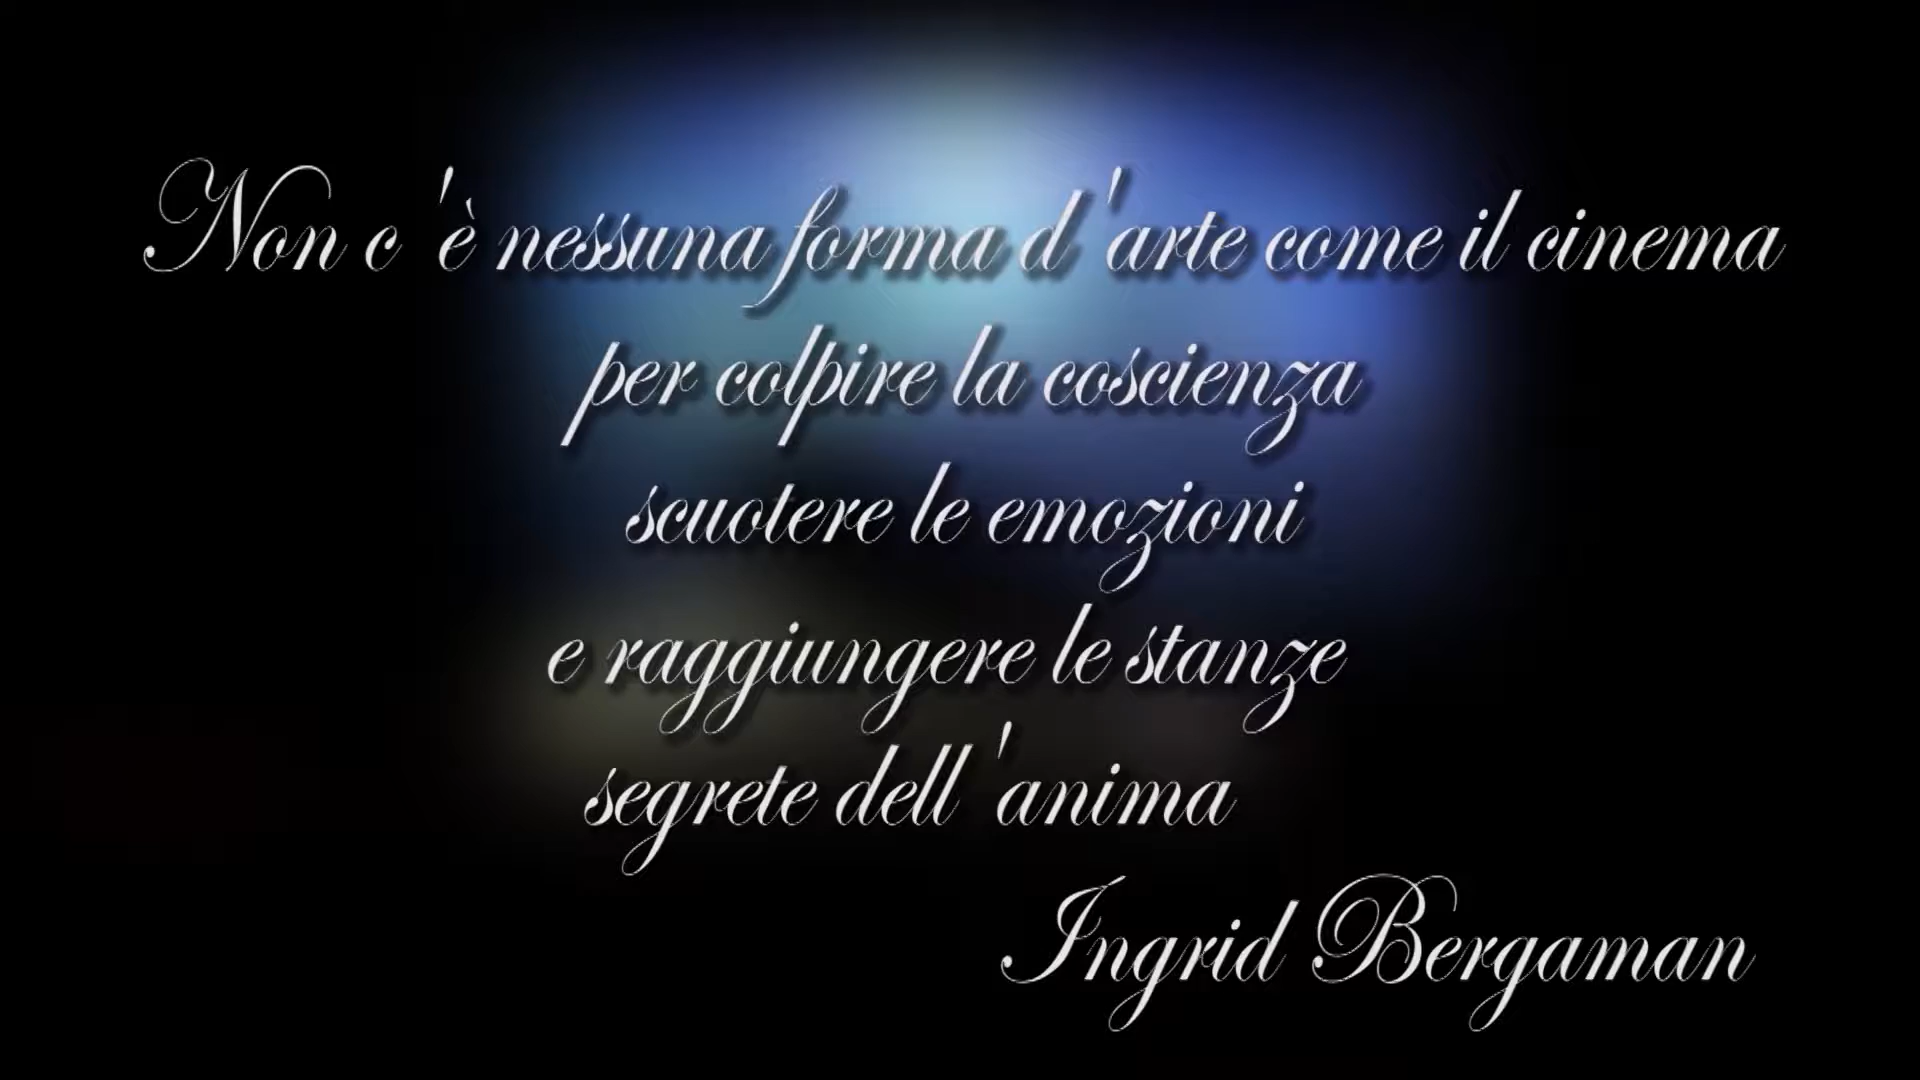 Non c'è nessuna forma d'arte come il cinema
per colpire la coscienza
scuotere le emozioni
e raggiungere le stanze
segrete dell'anima
Ingrid Bergaman